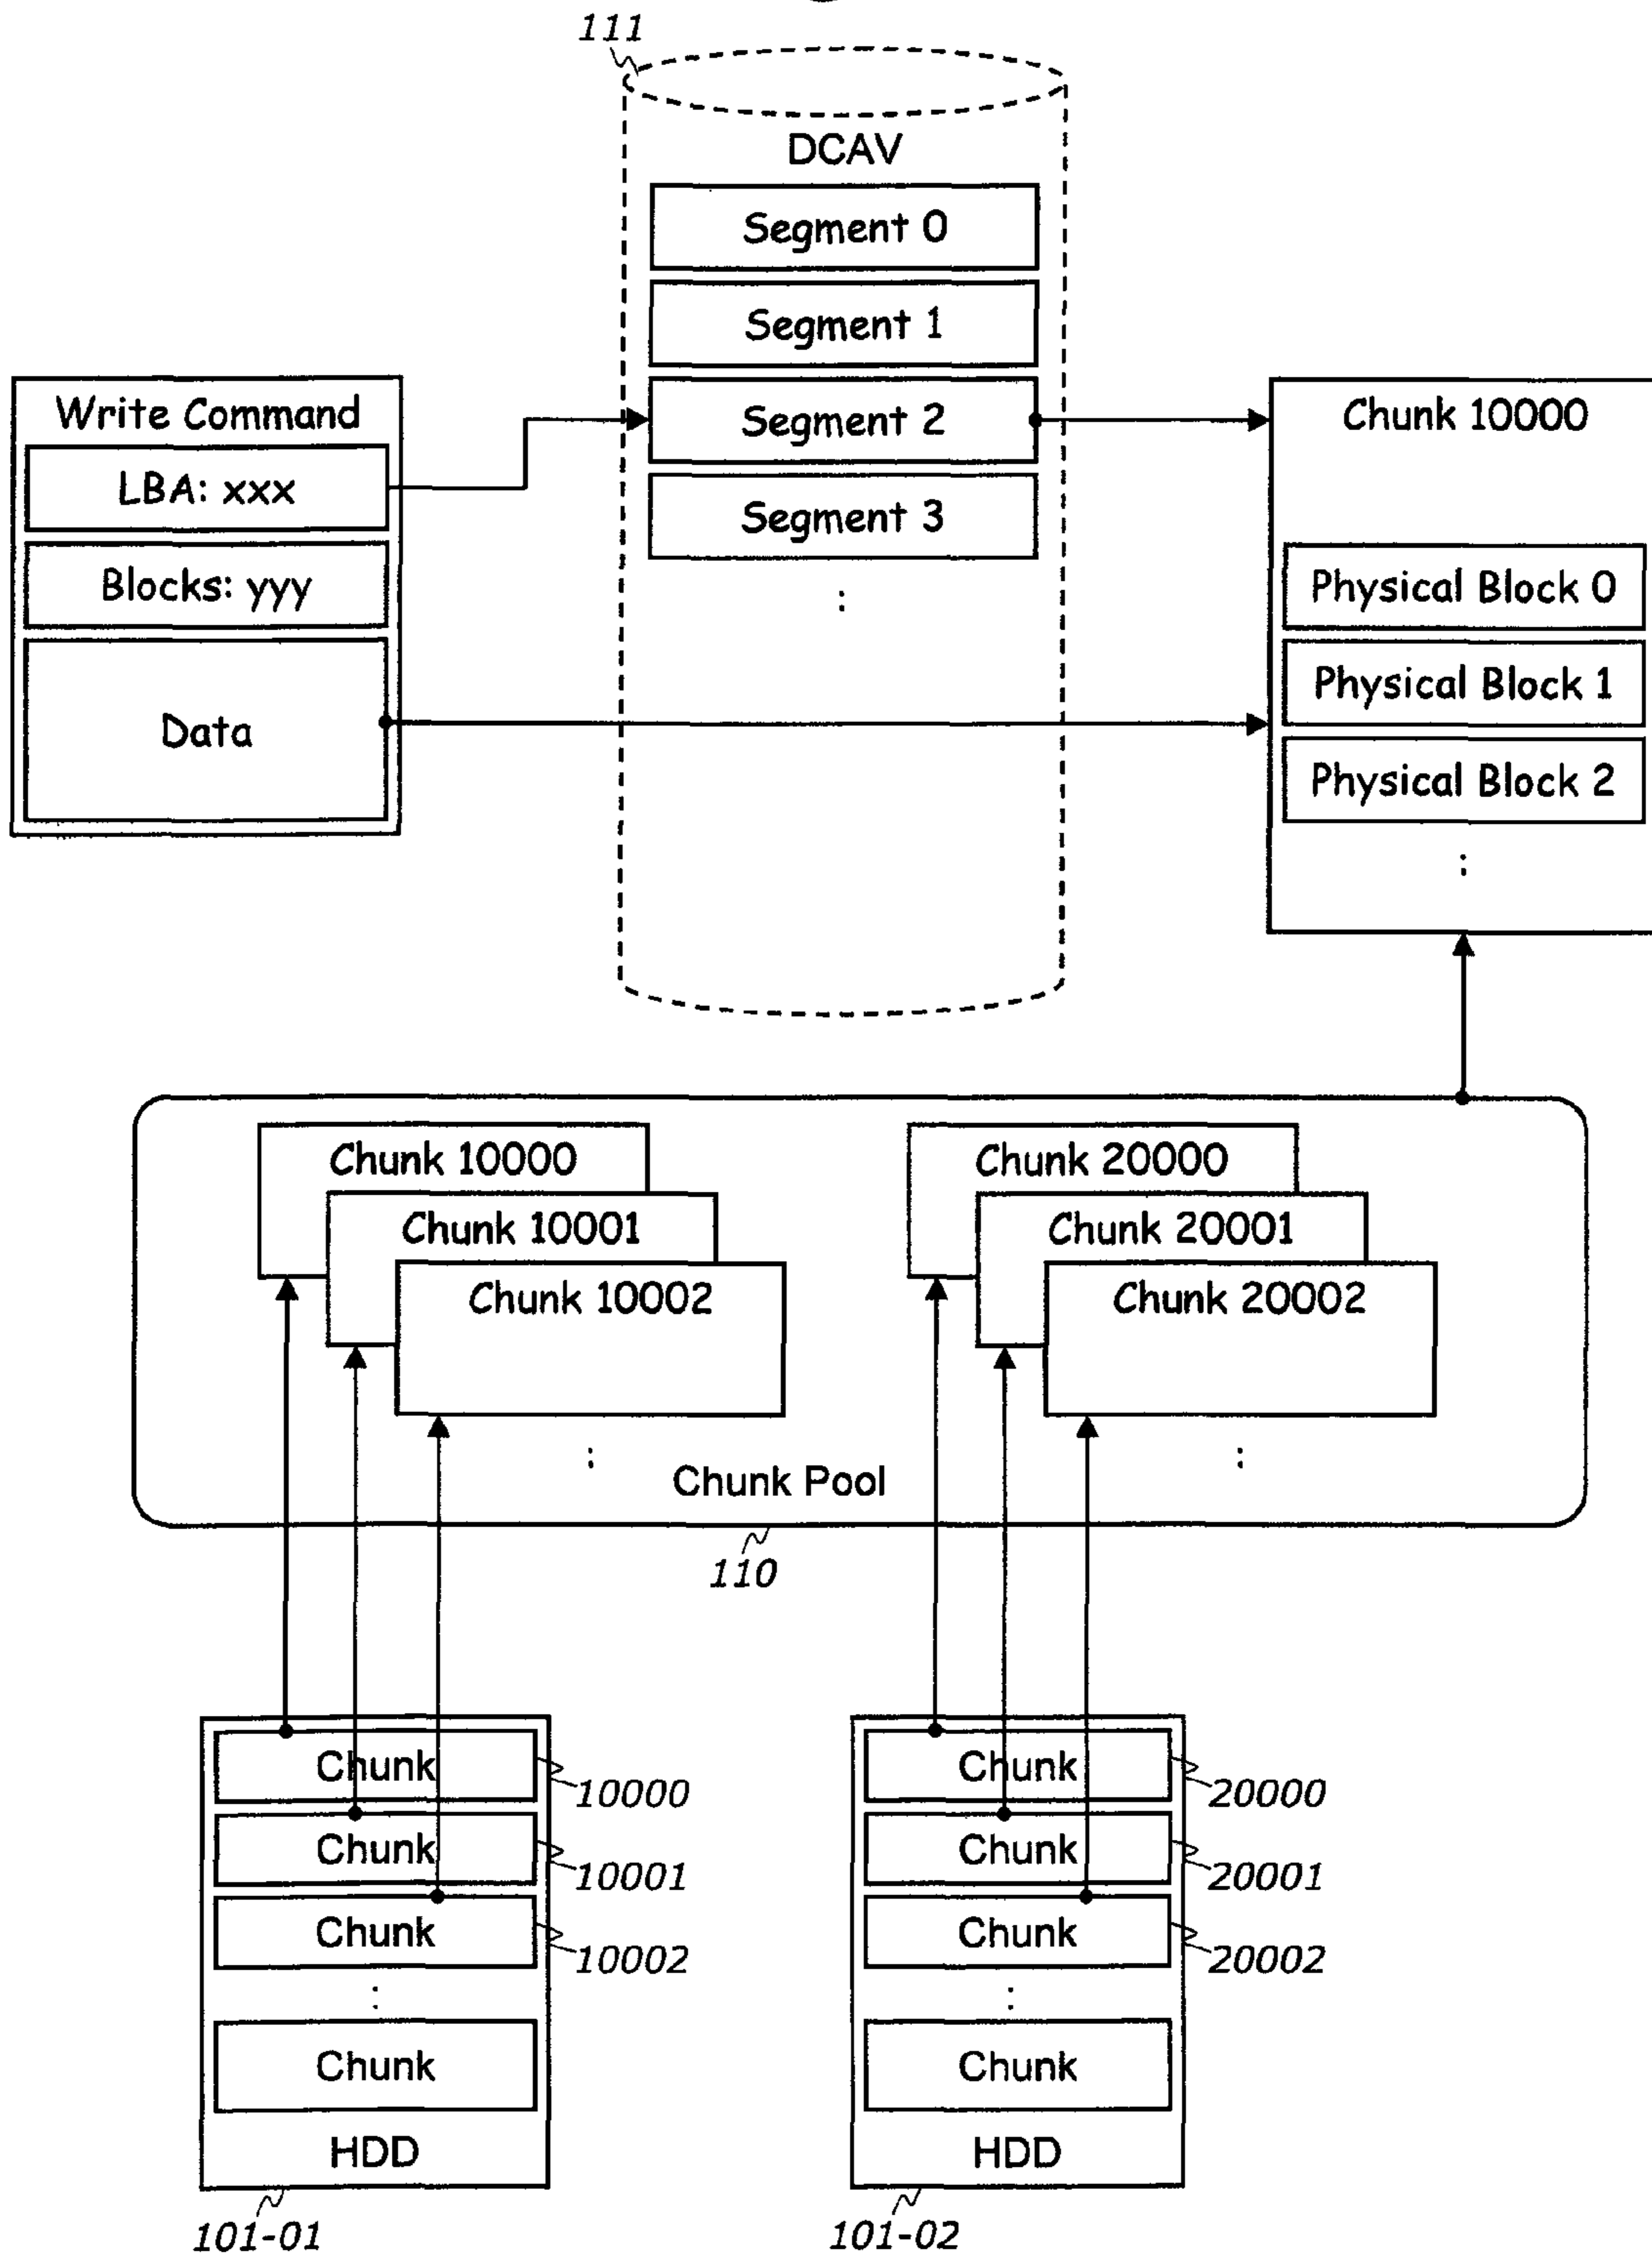 111
DCAV
Segment 0
Segment 1
Segment 2
Segment 3
:
Write Command
LBA: xxx
Blocks: yyy
Data
Chunk 10000
Physical Block 0
Physical Block 1
Physical Block 2
:
Chunk 10000
Chunk 10001
Chunk 10002
:
Chunk 20000
Chunk 20001
Chunk 20002
:
Chunk Pool
110
Chunk
10000
Chunk
10001
Chunk
10002
:
Chunk
HDD
101-01
Chunk
20000
Chunk
20001
Chunk
20002
:
Chunk
HDD
101-02